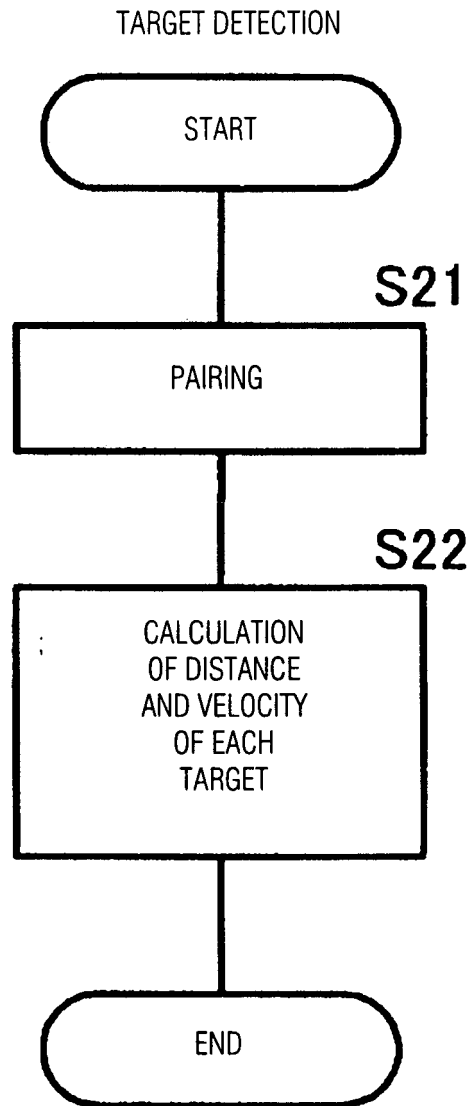 TARGET DETECTION
START
S21
PAIRING
S22
CALCULATION
OF DISTANCE
AND VELOCITY
OF EACH
TARGET
END